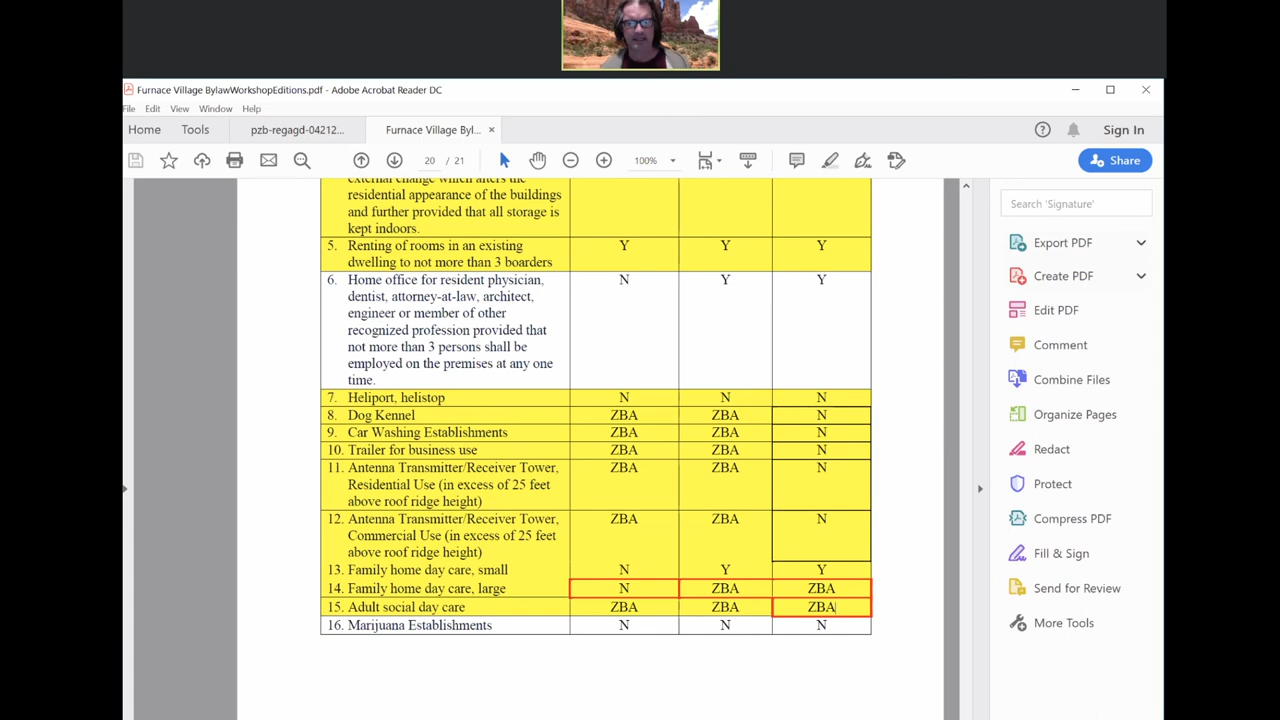 Furnace Village BylawWorkshopEditions.pdf - Adobe Acrobat Reader DC
File Edit View Window Help
Home Tools pzb-regagd-04212... Furnace Village Byl... × Sign In
20 / 21 100% Share
external change which alters the
residential appearance of the buildings
and further provided that all storage is
kept indoors.
5. Renting of rooms in an existing Y Y Y
dwelling to not more than 3 boarders
6. Home office for resident physician, N Y Y
dentist, attorney-at-law, architect,
engineer or member of other
recognized profession provided that
not more than 3 persons shall be
employed on the premises at any one
time.
7. Heliport, helistop N N N
8. Dog Kennel ZBA ZBA N
9. Car Washing Establishments ZBA ZBA N
10. Trailer for business use ZBA ZBA N
11. Antenna Transmitter/Receiver Tower, ZBA ZBA N
Residential Use (in excess of 25 feet
above roof ridge height)
12. Antenna Transmitter/Receiver Tower, ZBA ZBA N
Commercial Use (in excess of 25 feet
above roof ridge height)
13. Family home day care, small N Y Y
14. Family home day care, large N ZBA ZBA
15. Adult social day care ZBA ZBA ZBA
16. Marijuana Establishments N N N
Search 'Signature'
Export PDF
Create PDF
Edit PDF
Comment
Combine Files
Organize Pages
Redact
Protect
Compress PDF
Fill & Sign
Send for Review
More Tools